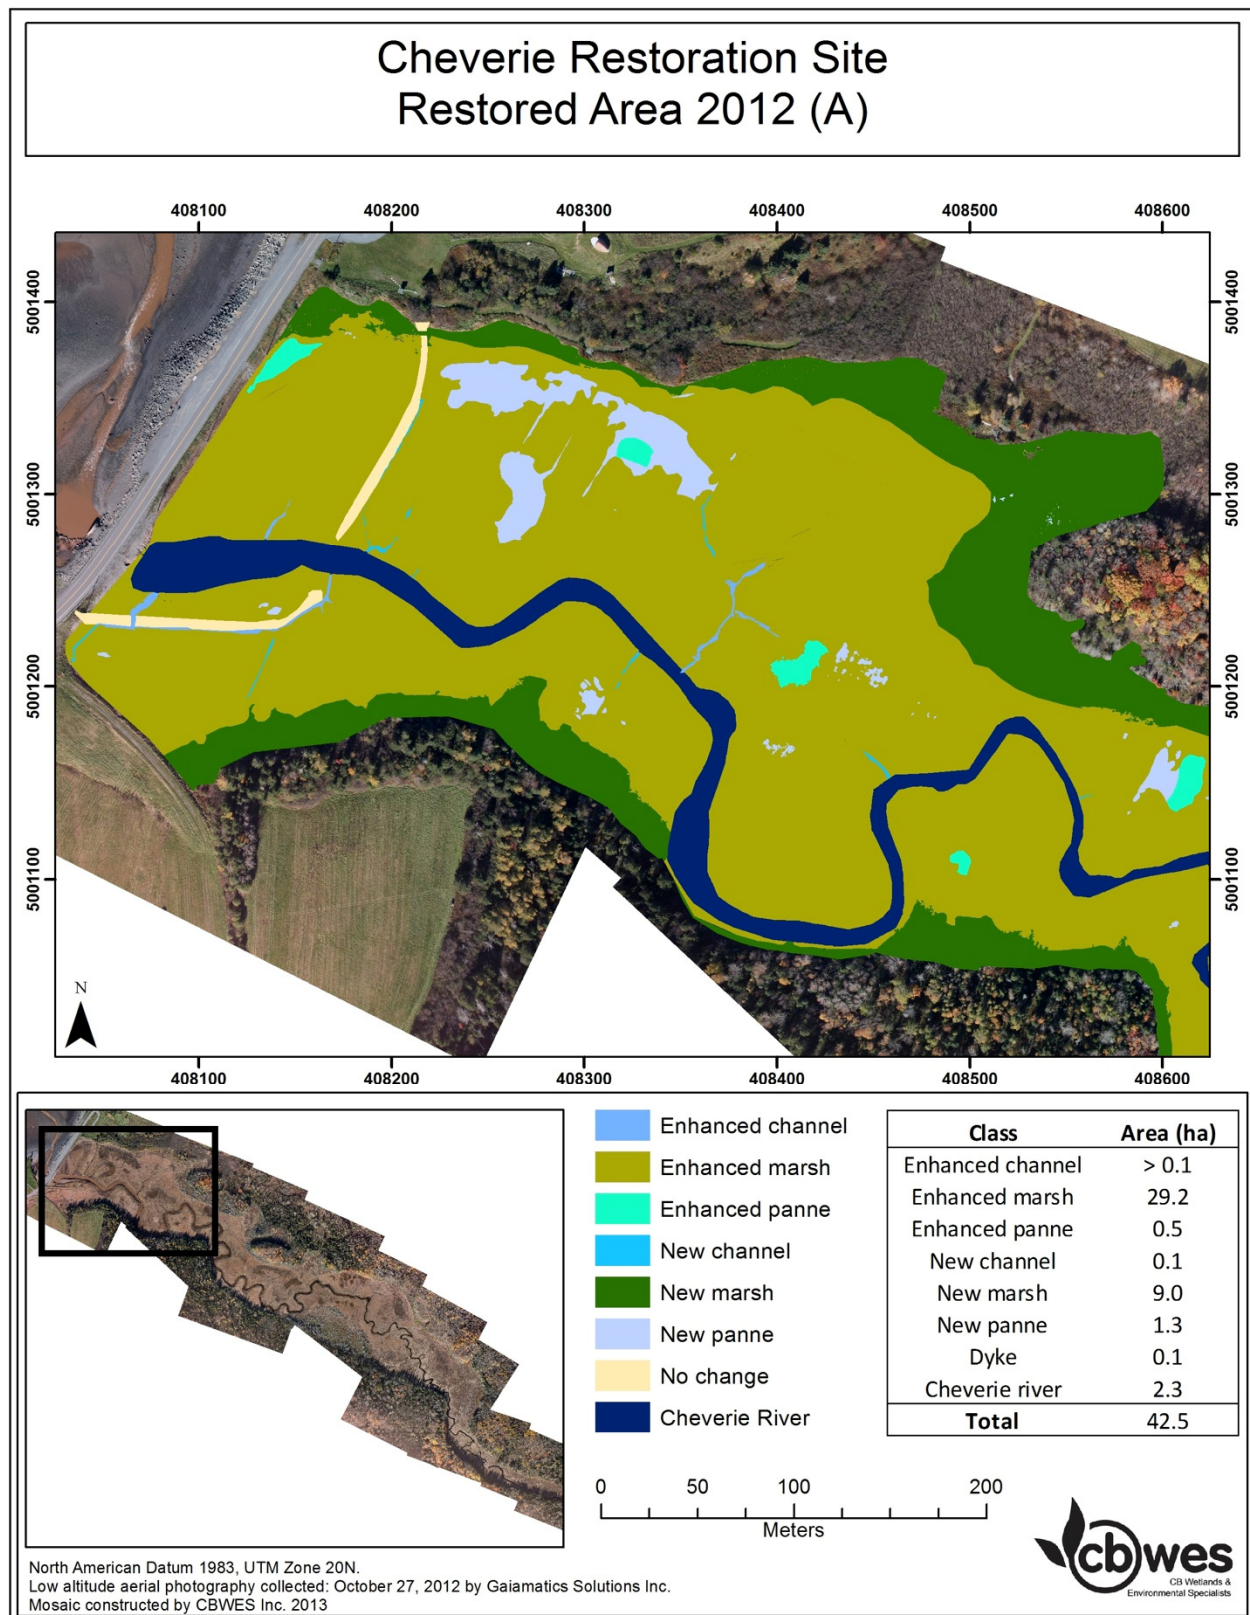 Cheverie Restoration Site
Restored Area 2012 (A)
408100 408200 408300 408400 408500 408600
5001400 5001400
5001300 5001300
5001200 5001200
5001100 5001100
N
408100 408200 408300 408400 408500 408600
Enhanced channel
Enhanced marsh
Enhanced panne
New channel
New marsh
New panne
No change
Cheverie River
Class Area (ha)
Enhanced channel > 0.1
Enhanced marsh 29.2
Enhanced panne 0.5
New channel 0.1
New marsh 9.0
New panne 1.3
Dyke 0.1
Cheverie river 2.3
Total 42.5
0 50 100 200
Meters
cbwes
CB Wetlands &
Environmental Specialists
North American Datum 1983, UTM Zone 20N.
Low altitude aerial photography collected: October 27, 2012 by Gaiamatics Solutions Inc.
Mosaic constructed by CBWES Inc. 2013